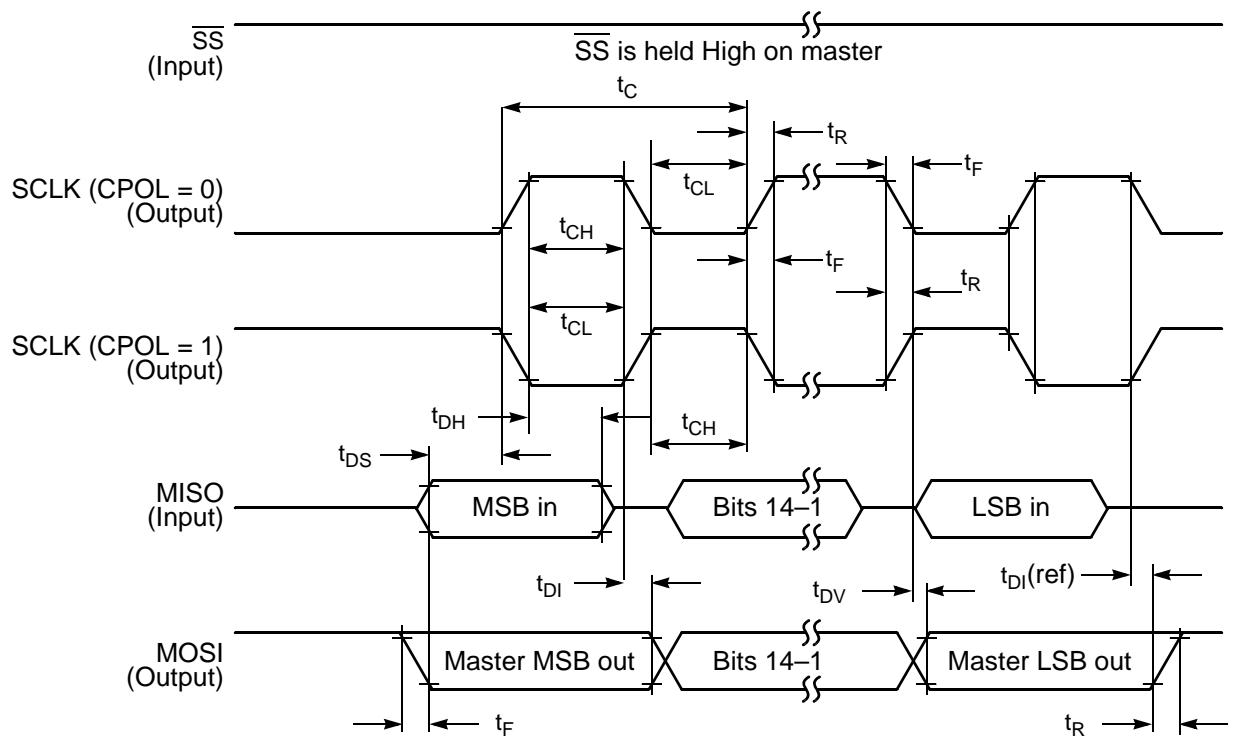 SS
(Input)
SS is held High on master
tC
tR
tF
SCLK (CPOL = 0)
(Output)
tCL
tCH
tF
tR
tCL
SCLK (CPOL = 1)
(Output)
tDH
tCH
tDS
MISO
(Input)
MSB in
Bits 14–1
LSB in
tDI
tDV
tDI(ref)
MOSI
(Output)
Master MSB out
Bits 14–1
Master LSB out
tF
tR